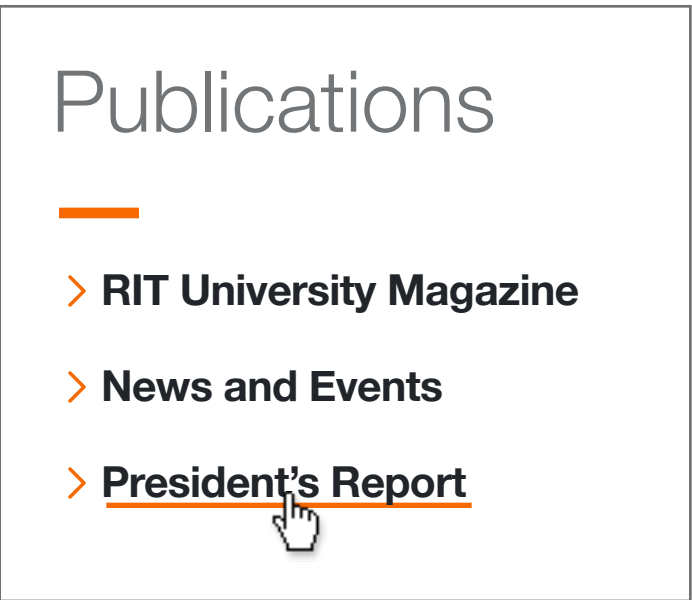 Publications
RIT University Magazine
News and Events
President’s Report